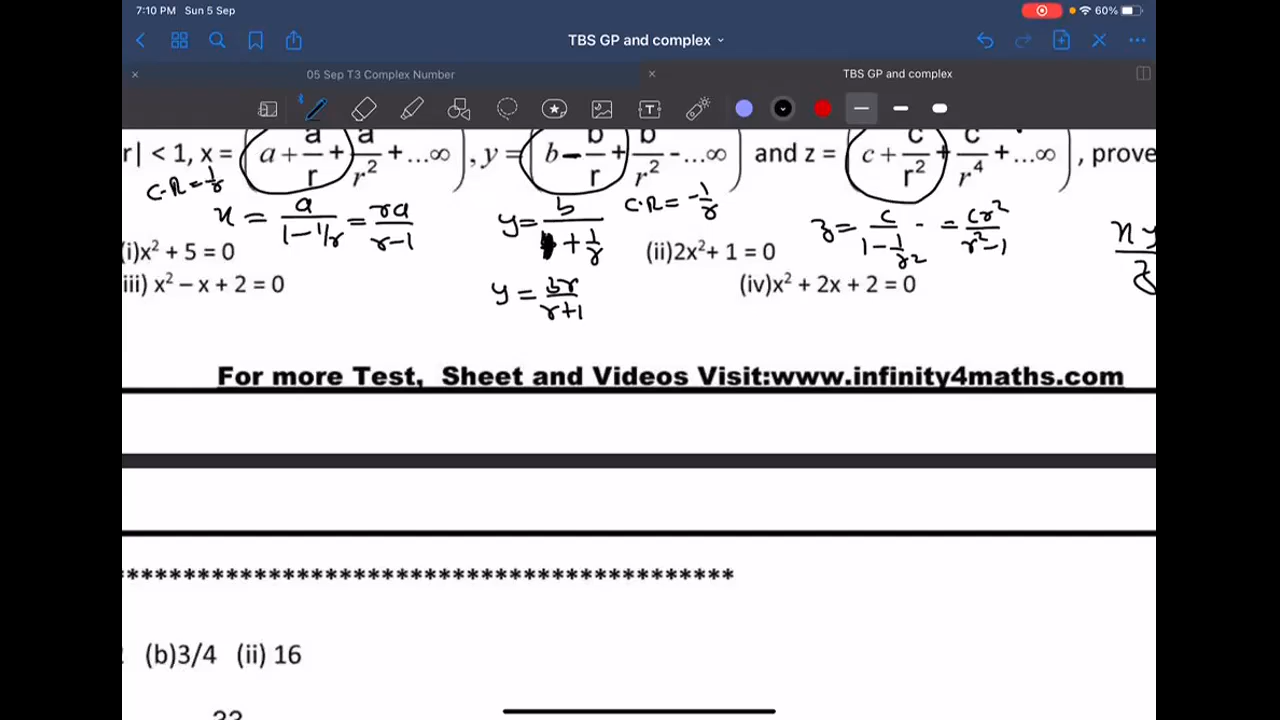 7:10 PM Sun 5 Sep
60%
TBS GP and complex
05 Sep T3 Complex Number
TBS GP and complex
r| < 1, x = (a + a/r + a/r² + ...∞), y = (b − b/r + b/r² - ...∞) and z = (c + c/r² + c/r⁴ + ...∞), prove
C.R = 1/r
C.R = -1/r
x = a/(1 − 1/r) = ra/(r−1)
y = b/(1 + 1/r)
z = c/(1 − 1/r²) = cr²/(r²−1)
xy/z
(i)x² + 5 = 0 (ii)2x²+ 1 = 0
iii) x² − x + 2 = 0 (iv)x² + 2x + 2 = 0
y = br/(r+1)
For more Test, Sheet and Videos Visit:www.infinity4maths.com
*******************************************
(b)3/4 (ii) 16
33